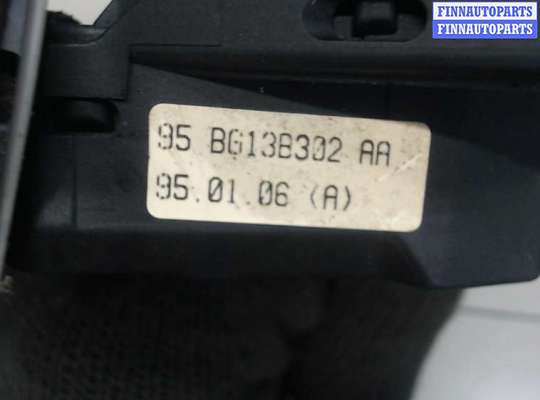 FINNAUTOPARTS
FINNAUTOPARTS
95 BG13B302 AA
95.01.06 (A)